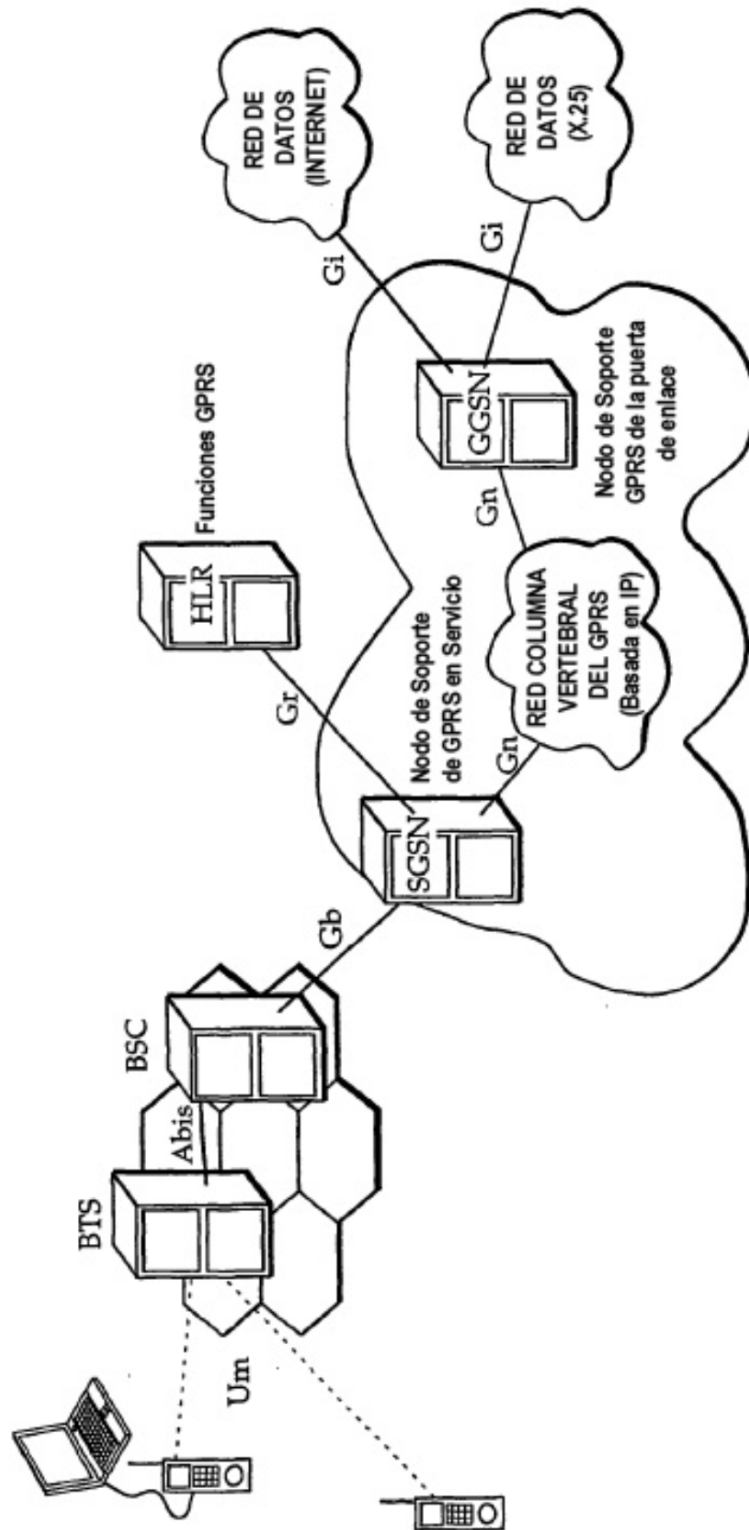 Um
BTS
Abis
BSC
Gb
SGSN
Nodo de Soporte
de GPRS en Servicio
Gr
HLR
Funciones GPRS
Gn
RED COLUMNA
VERTEBRAL
DEL GPRS
(Basada en IP)
Gn
GGSN
Nodo de Soporte
GPRS de la puerta
de enlace
Gi
RED DE
DATOS
(INTERNET)
Gi
RED DE
DATOS
(X.25)